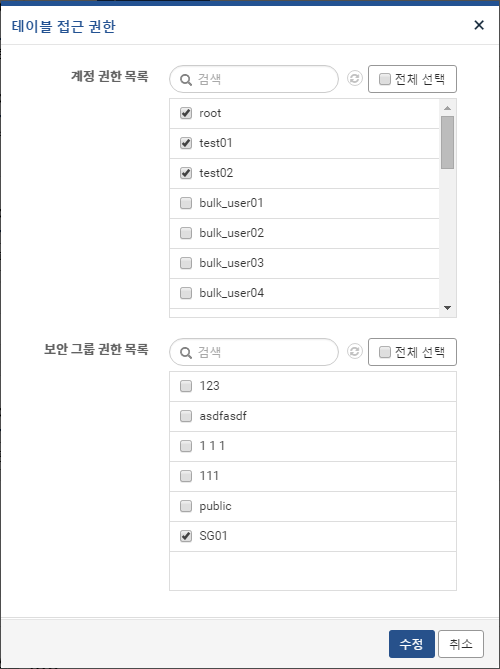 테이블 접근 권한
계정 권한 목록
검색
전체 선택
root
test01
test02
bulk_user01
bulk_user02
bulk_user03
bulk_user04
보안 그룹 권한 목록
검색
전체 선택
123
asdfasdf
1 1 1
111
public
SG01
수정
취소